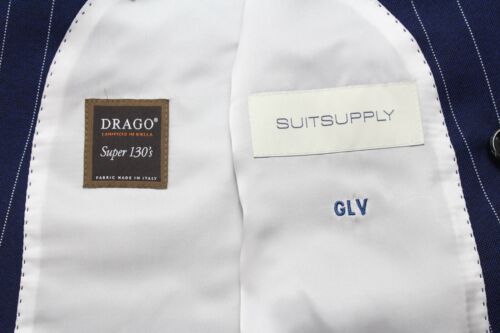 DRAGO®
LANIFICIO IN BIELLA
Super 130's
FABRIC MADE IN ITALY
SUITSUPPLY
GLV